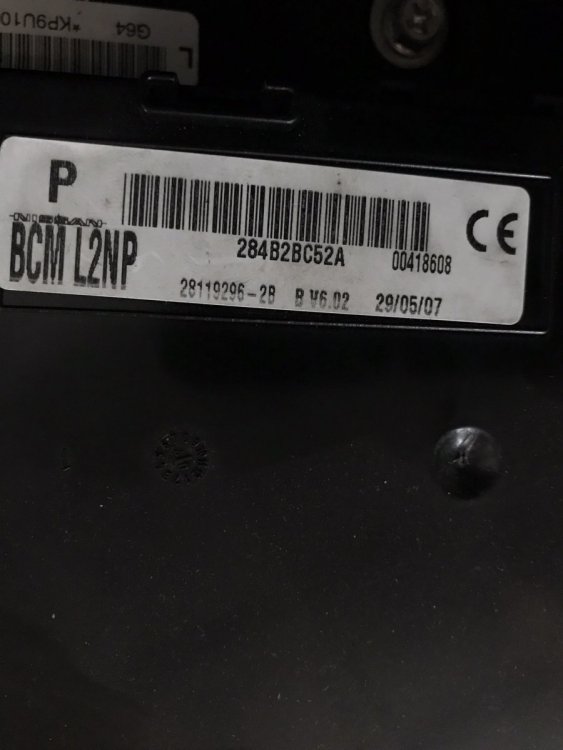 G64 *KP9U10
L
P
NISSAN
BCM L2NP
284B2BC52A 00418608
28119296-2B B V6.02 29/05/07
CE